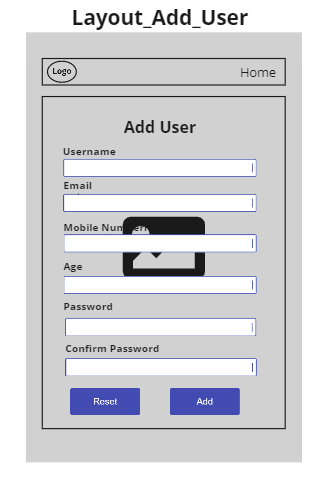 Layout_Add_User
Logo
Home
Add User
Username
Email
Mobile Number
Age
Password
Confirm Password
Reset
Add